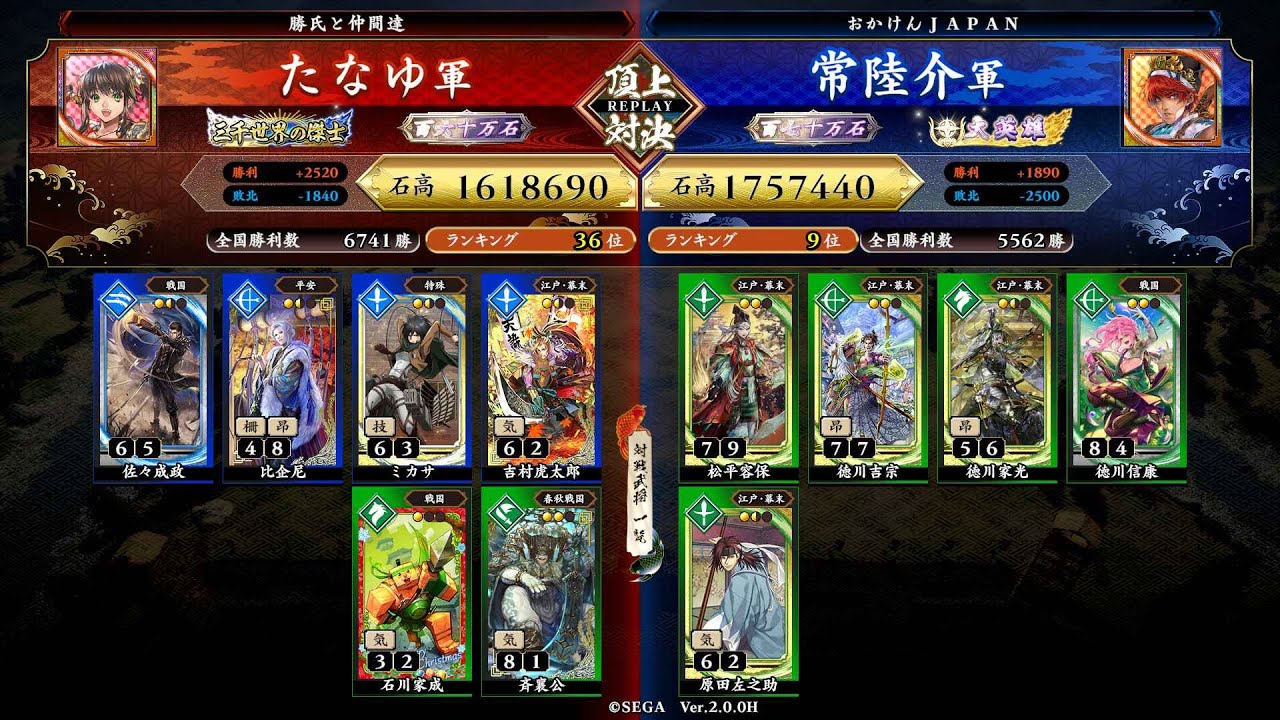 勝氏と仲間達
おかけんJAPAN
たなゆ軍
頂上
REPLAY
対決
常陸介軍
三千世界の傑士
百六十万石
百七十万石
大英雄
勝利 +2520
敗北 -1840
石高 1618690
石高 1757440
勝利 +1890
敗北 -2500
全国勝利数 6741勝
ランキング 36位
ランキング 9位
全国勝利数 5562勝
戦国
平安
特殊
江戸・幕末
江戸・幕末
江戸・幕末
江戸・幕末
戦国
天誅
柵 昴
技
気
昴
昴
6 5
4 8
6 3
6 2
7 9
7 7
5 6
8 4
佐々成政
比企尼
ミカサ
吉村虎太郎
松平容保
徳川吉宗
徳川家光
徳川信康
対戦武将一覧
戦国
春秋戦国
江戸・幕末
気
気
気
3 2
Christmas
8 1
6 2
石川家成
斉襄公
原田左之助
©SEGA Ver.2.0.0H